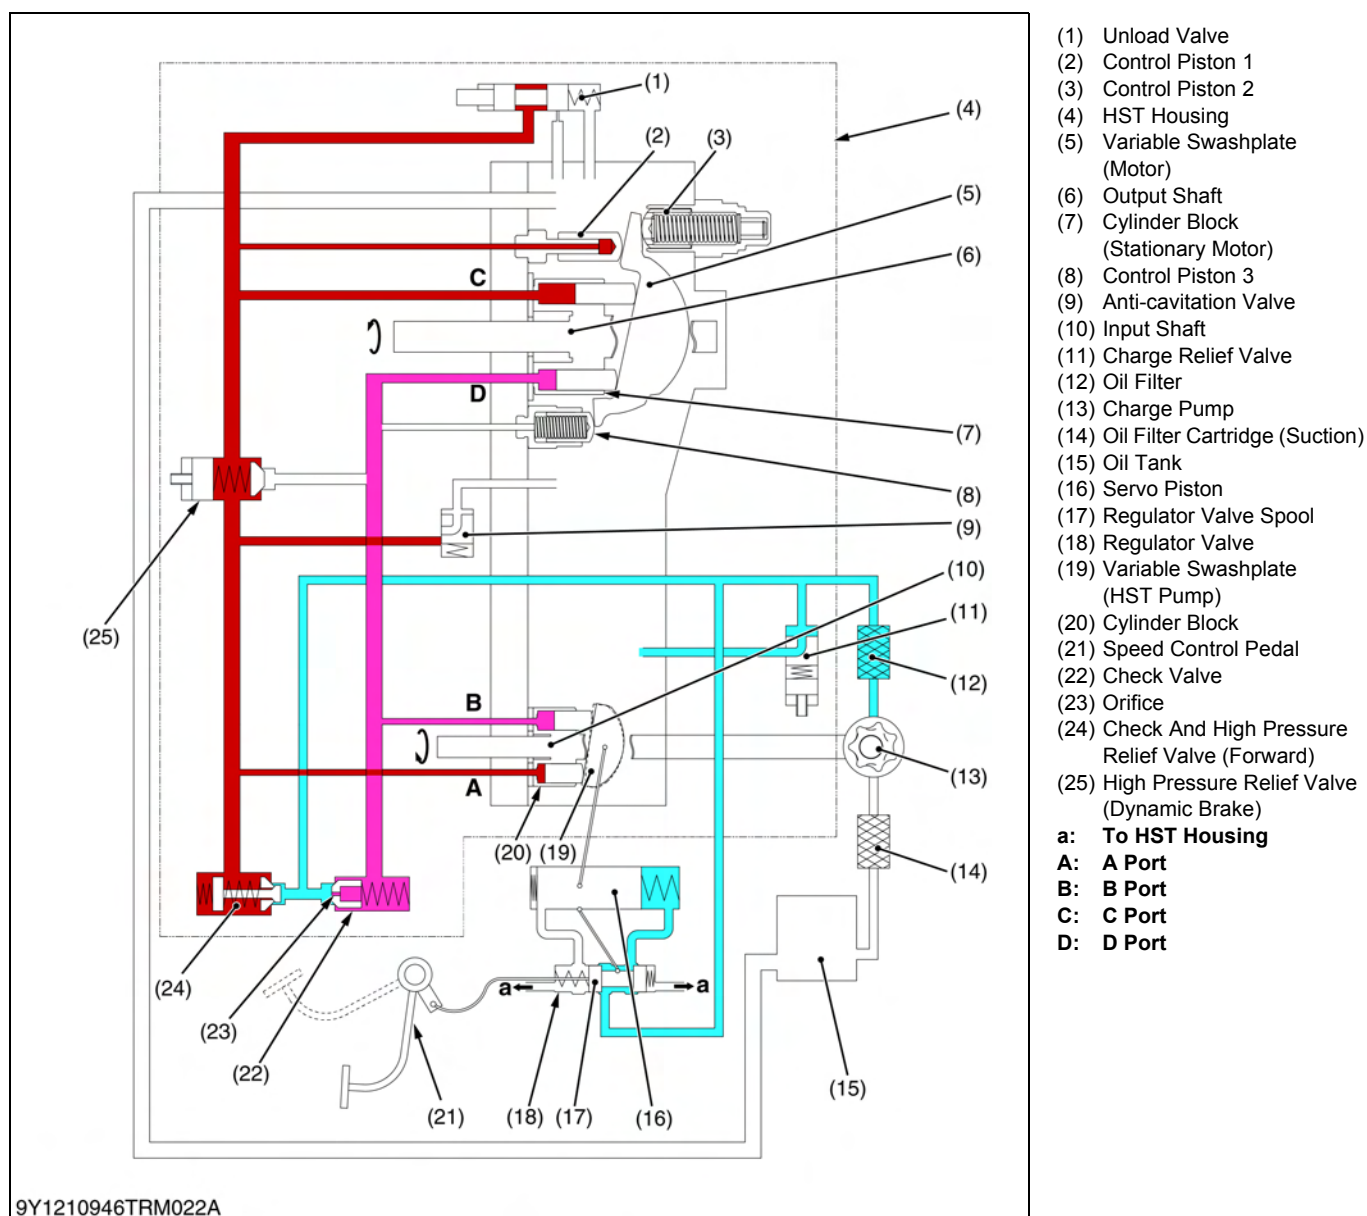 (1)
(2)
(3)
(4)
(5)
(6)
(7)
(8)
(9)
(10)
(11)
(12)
(13)
(14)
(15)
(16)
(17)
(18)
(19)
(20)
(21)
(22)
(23)
(24)
(25)
C
D
B
A
a
a
9Y1210946TRM022A
(1) Unload Valve
(2) Control Piston 1
(3) Control Piston 2
(4) HST Housing
(5) Variable Swashplate
(Motor)
(6) Output Shaft
(7) Cylinder Block
(Stationary Motor)
(8) Control Piston 3
(9) Anti-cavitation Valve
(10) Input Shaft
(11) Charge Relief Valve
(12) Oil Filter
(13) Charge Pump
(14) Oil Filter Cartridge (Suction)
(15) Oil Tank
(16) Servo Piston
(17) Regulator Valve Spool
(18) Regulator Valve
(19) Variable Swashplate
(HST Pump)
(20) Cylinder Block
(21) Speed Control Pedal
(22) Check Valve
(23) Orifice
(24) Check And High Pressure
Relief Valve (Forward)
(25) High Pressure Relief Valve
(Dynamic Brake)
a: To HST Housing
A: A Port
B: B Port
C: C Port
D: D Port